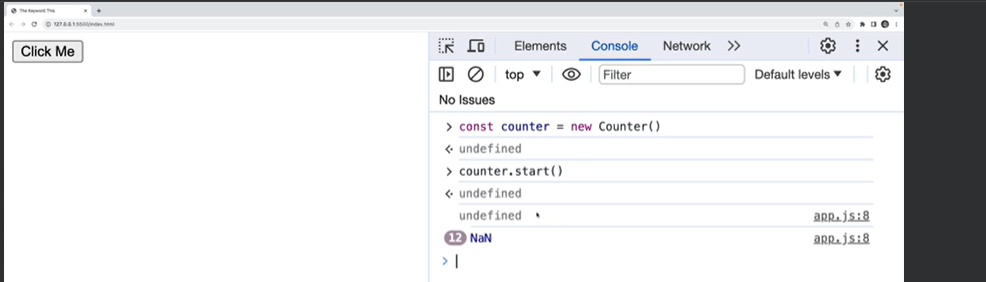 The Keyword This
127.0.0.1:5500/index.html
Click Me
Elements Console Network
top Filter Default levels
No Issues
> const counter = new Counter()
undefined
> counter.start()
undefined
undefined app.js:8
12 NaN app.js:8
>